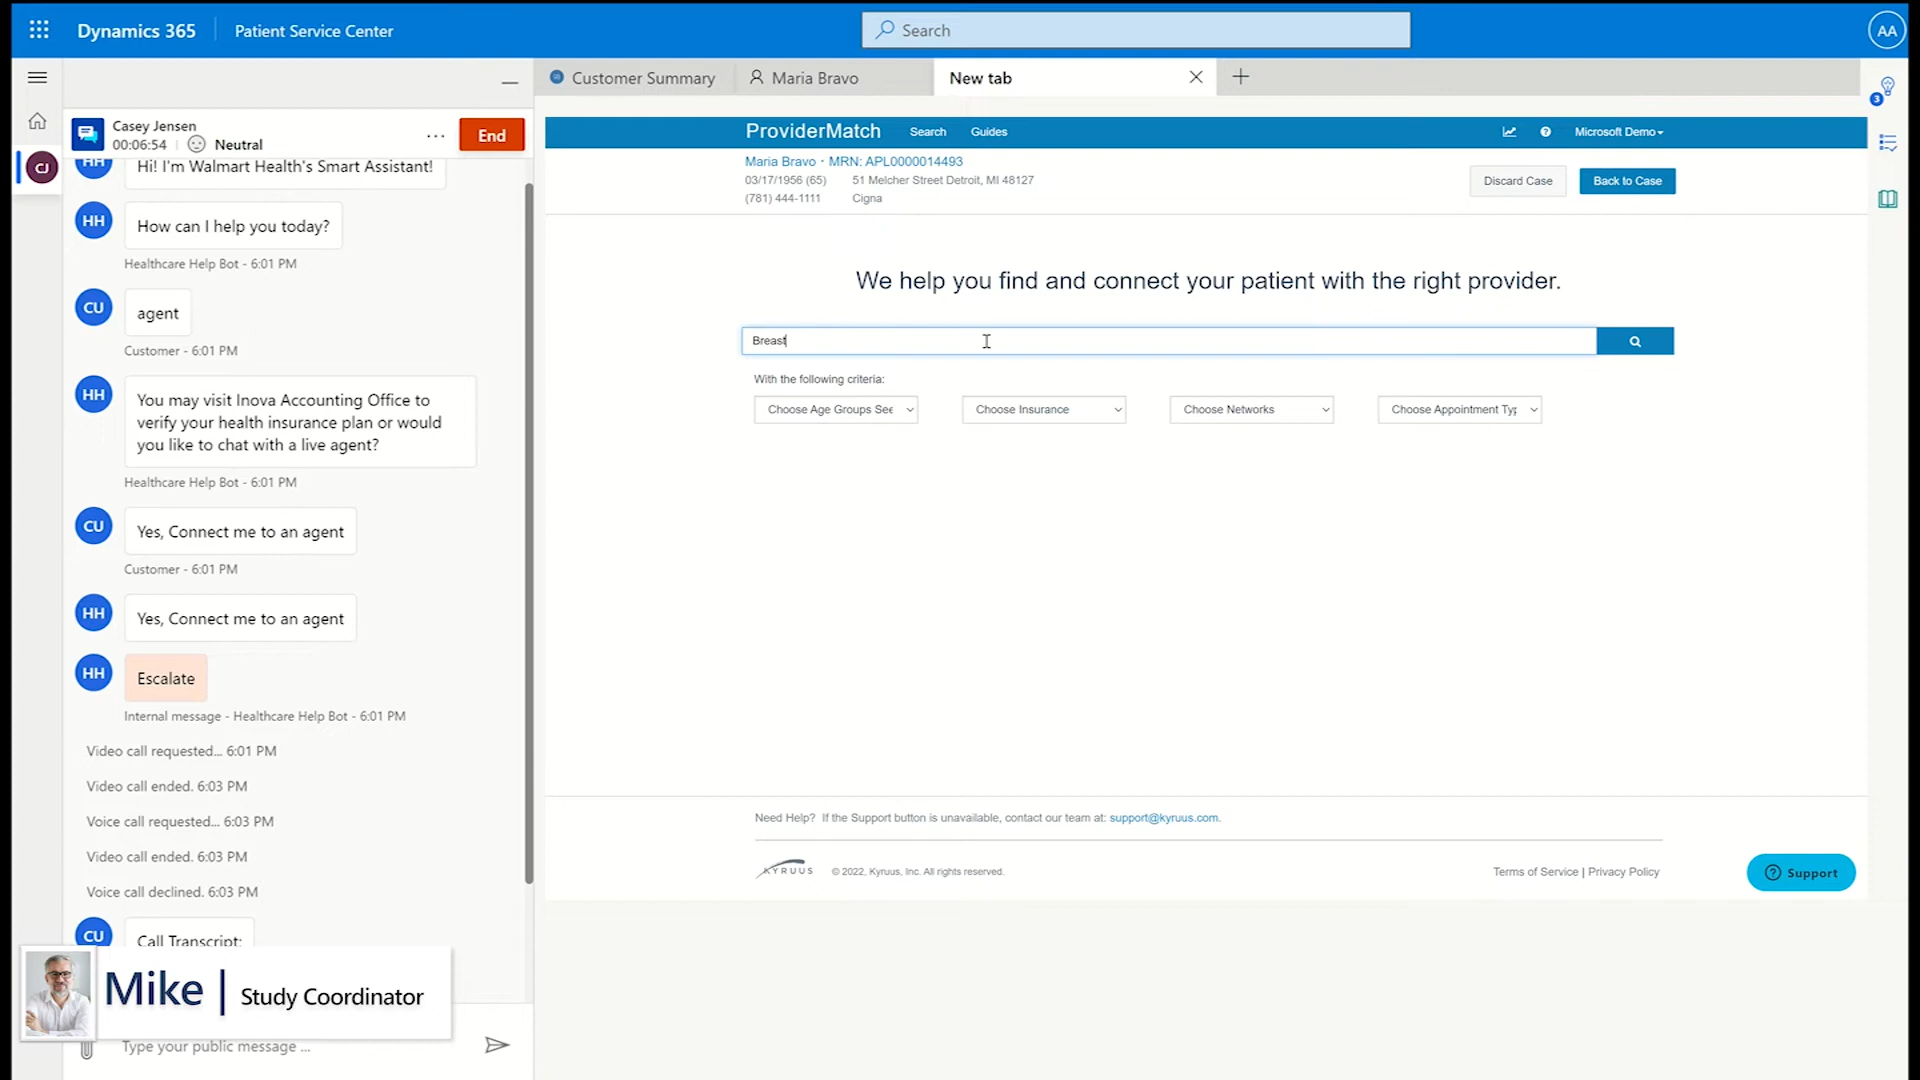 Dynamics 365
Patient Service Center
Search
AA
Customer Summary
Maria Bravo
New tab
3
Casey Jensen
00:06:54
Neutral
...
End
CJ
HH
Hi! I'm Walmart Health's Smart Assistant!
HH
How can I help you today?
Healthcare Help Bot - 6:01 PM
CU
agent
Customer - 6:01 PM
HH
You may visit Inova Accounting Office to
verify your health insurance plan or would
you like to chat with a live agent?
Healthcare Help Bot - 6:01 PM
CU
Yes, Connect me to an agent
Customer - 6:01 PM
HH
Yes, Connect me to an agent
HH
Escalate
Internal message - Healthcare Help Bot - 6:01 PM
Video call requested... 6:01 PM
Video call ended. 6:03 PM
Voice call requested... 6:03 PM
Video call ended. 6:03 PM
Voice call declined. 6:03 PM
CU
Call Transcript:
Mike | Study Coordinator
Type your public message ...
ProviderMatch
Search
Guides
Microsoft Demo
Maria Bravo · MRN: APL0000014493
03/17/1956 (65)
51 Melcher Street Detroit, MI 48127
(781) 444-1111
Cigna
Discard Case
Back to Case
We help you find and connect your patient with the right provider.
Breast
With the following criteria:
Choose Age Groups See
Choose Insurance
Choose Networks
Choose Appointment Typ
Need Help? If the Support button is unavailable, contact our team at: support@kyruus.com.
KYRUUS
© 2022, Kyruus, Inc. All rights reserved.
Terms of Service | Privacy Policy
Support